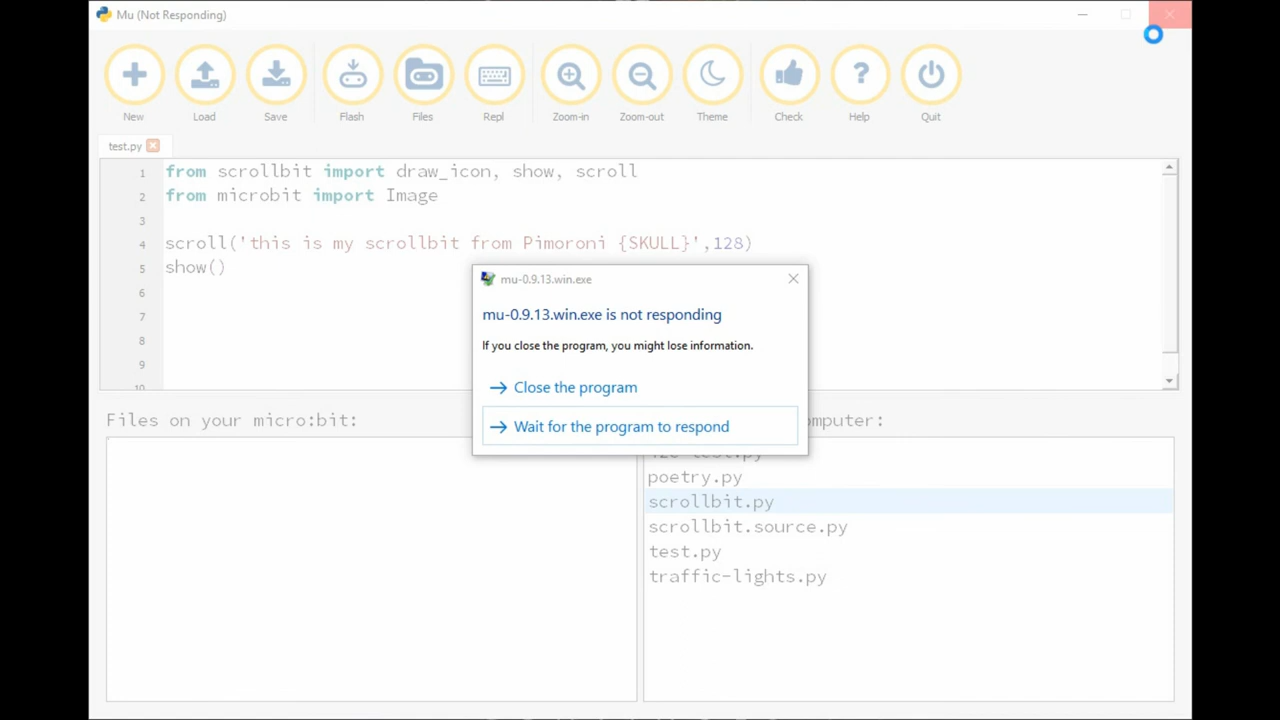 Mu (Not Responding)
New Load Save Flash Files Repl Zoom-in Zoom-out Theme Check Help Quit
test.py
1 from scrollbit import draw_icon, show, scroll
2 from microbit import Image
3
4 scroll('this is my scrollbit from Pimoroni {SKULL}',128)
5 show()
6
7
8
9
10
mu-0.9.13.win.exe
mu-0.9.13.win.exe is not responding
If you close the program, you might lose information.
Close the program
Wait for the program to respond
Files on your micro:bit:
omputer:
poetry.py
scrollbit.py
scrollbit.source.py
test.py
traffic-lights.py